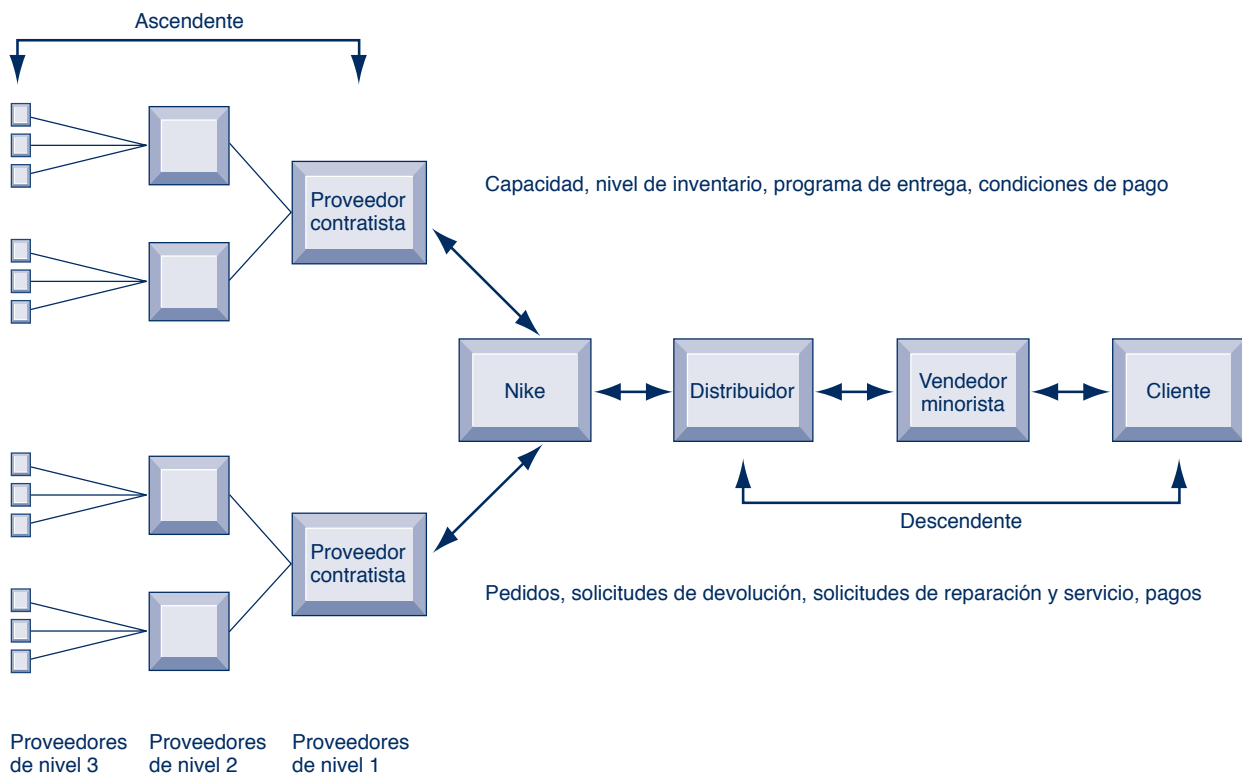 Ascendente
Proveedor
contratista
Capacidad, nivel de inventario, programa de entrega, condiciones de pago
Nike
Distribuidor
Vendedor
minorista
Cliente
Descendente
Proveedor
contratista
Pedidos, solicitudes de devolución, solicitudes de reparación y servicio, pagos
Proveedores
de nivel 3
Proveedores
de nivel 2
Proveedores
de nivel 1